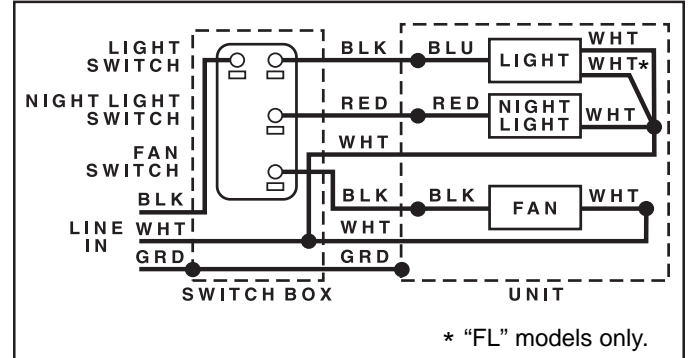 LIGHT SWITCH
BLK BLU LIGHT WHT
WHT*
NIGHT LIGHT SWITCH
RED RED NIGHT LIGHT WHT
WHT
FAN SWITCH
BLK BLK BLK FAN WHT
LINE IN WHT WHT
GRD GRD
SWITCH BOX UNIT
* "FL" models only.